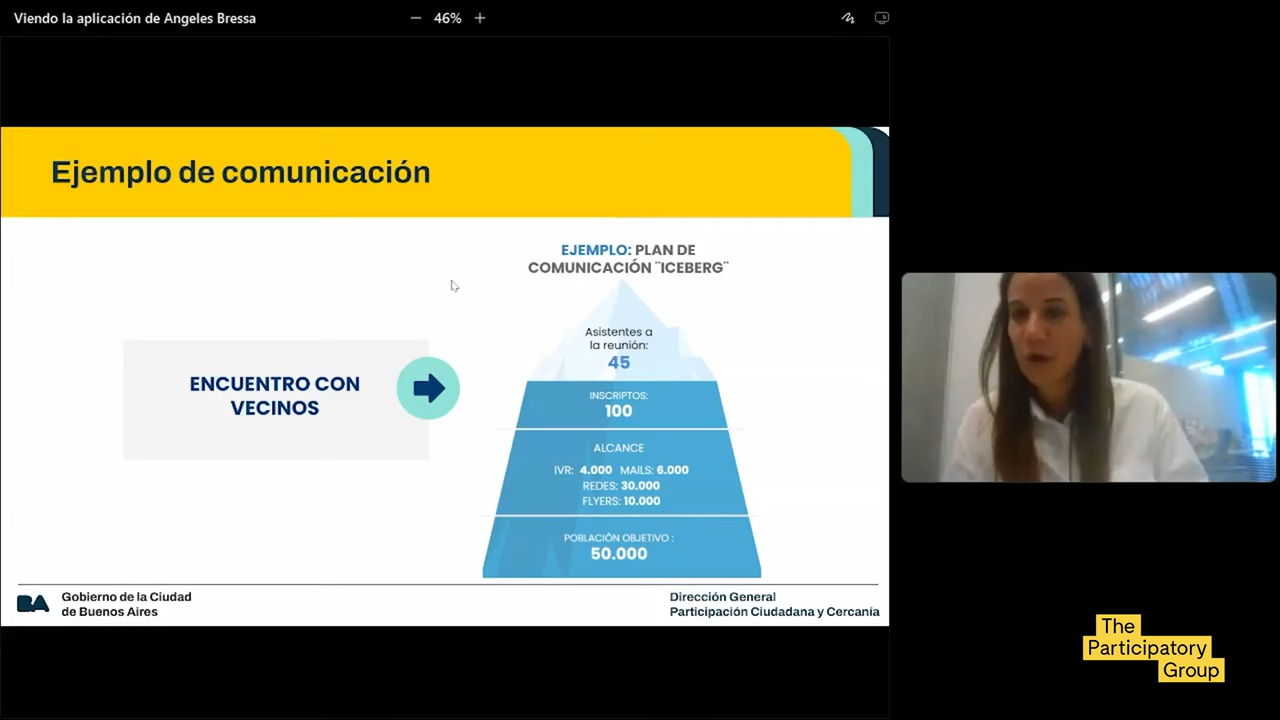 Viendo la aplicación de Angeles Bressa
46%
Ejemplo de comunicación
EJEMPLO: PLAN DE
COMUNICACIÓN ¨ICEBERG¨
Asistentes a
la reunión:
45
ENCUENTRO CON
VECINOS
INSCRIPTOS:
100
ALCANCE
IVR: 4.000 MAILS: 6.000
REDES: 30.000
FLYERS: 10.000
POBLACIÓN OBJETIVO :
50.000
BA
Gobierno de la Ciudad
de Buenos Aires
Dirección General
Participación Ciudadana y Cercanía
The
Participatory
Group